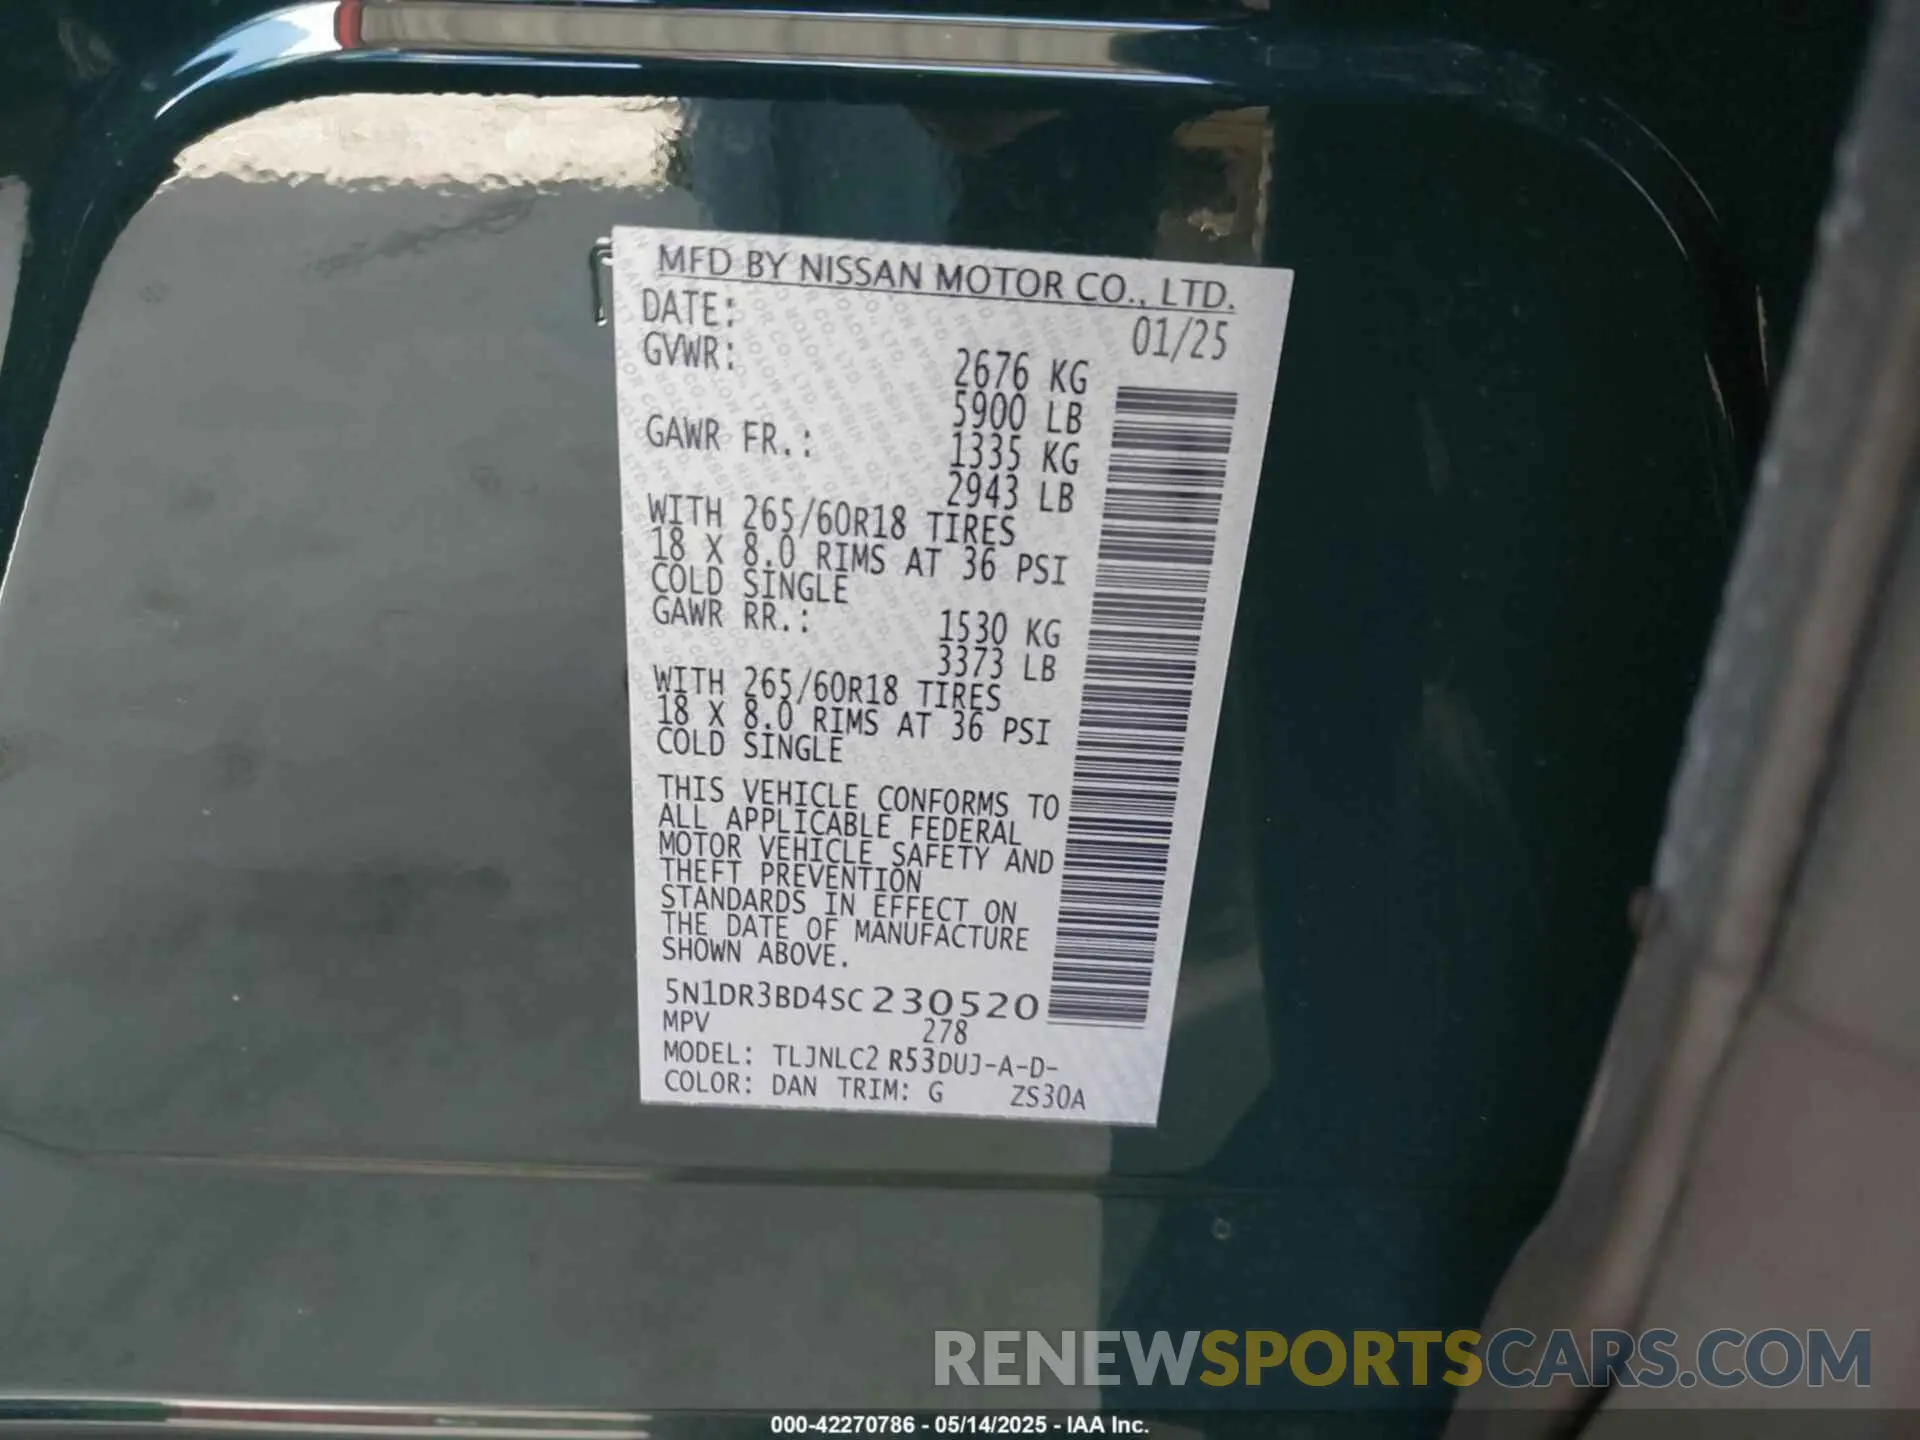 MFD BY NISSAN MOTOR CO., LTD.
DATE: 01/25
GVWR: 2676 KG
5900 LB
GAWR FR.: 1335 KG
2943 LB
WITH 265/60R18 TIRES
18 X 8.0 RIMS AT 36 PSI
COLD SINGLE
GAWR RR.: 1530 KG
3373 LB
WITH 265/60R18 TIRES
18 X 8.0 RIMS AT 36 PSI
COLD SINGLE
THIS VEHICLE CONFORMS TO
ALL APPLICABLE FEDERAL
MOTOR VEHICLE SAFETY AND
THEFT PREVENTION
STANDARDS IN EFFECT ON
THE DATE OF MANUFACTURE
SHOWN ABOVE.
5N1DR3BD4SC230520
MPV 278
MODEL: TLJNLC2 R53DUJ-A-D-
COLOR: DAN TRIM: G ZS30A
RENEWSPORTSCARS.COM
000-42270786 - 05/14/2025 - IAA Inc.